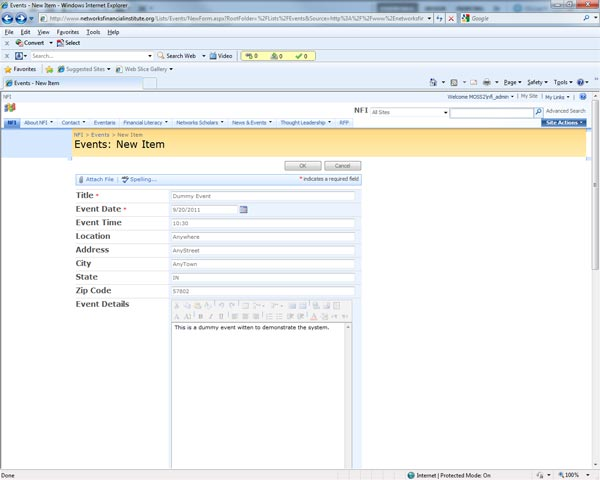 Events - New Item - Windows Internet Explorer
http://www.networksfinancialinstitute.org/Lists/Events/NewForm.aspx?RootFolder=%2FLists%2FEvents&Source=http%3A%2F%2Fwww%2Enetworksfir
Google
File Edit View Favorites Tools Help
x Convert Select
x Search... Search Web Video 0 0 0
Favorites Suggested Sites Web Slice Gallery
Events - New Item Page Safety Tools
NFI Welcome MOSS2\nfi_admin My Site My Links
NFI All Sites Advanced Search
NFI About NFI Contact Eventaris Financial Literacy Networks Scholars News & Events Thought Leadership RFP Site Actions
NFI > Events > New Item
Events: New Item
OK Cancel
Attach File Spelling... * indicates a required field
Title * Dummy Event
Event Date * 9/20/2011
Event Time 10:30
Location Anywhere
Address AnyStreet
City AnyTown
State IN
Zip Code 57802
Event Details
This is a dummy event witten to demonstrate the system.
Done Internet | Protected Mode: On 100%